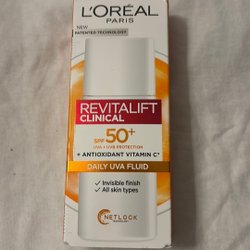 L'ORÉAL
PARIS
NEW
PATENTED TECHNOLOGY
REVITALIFT
CLINICAL
SPF 50+
UVA + UVB PROTECTION
+ ANTIOXIDANT VITAMIN C*
DAILY UVA FLUID
✓ Invisible finish
✓ All skin types
NETLOCK